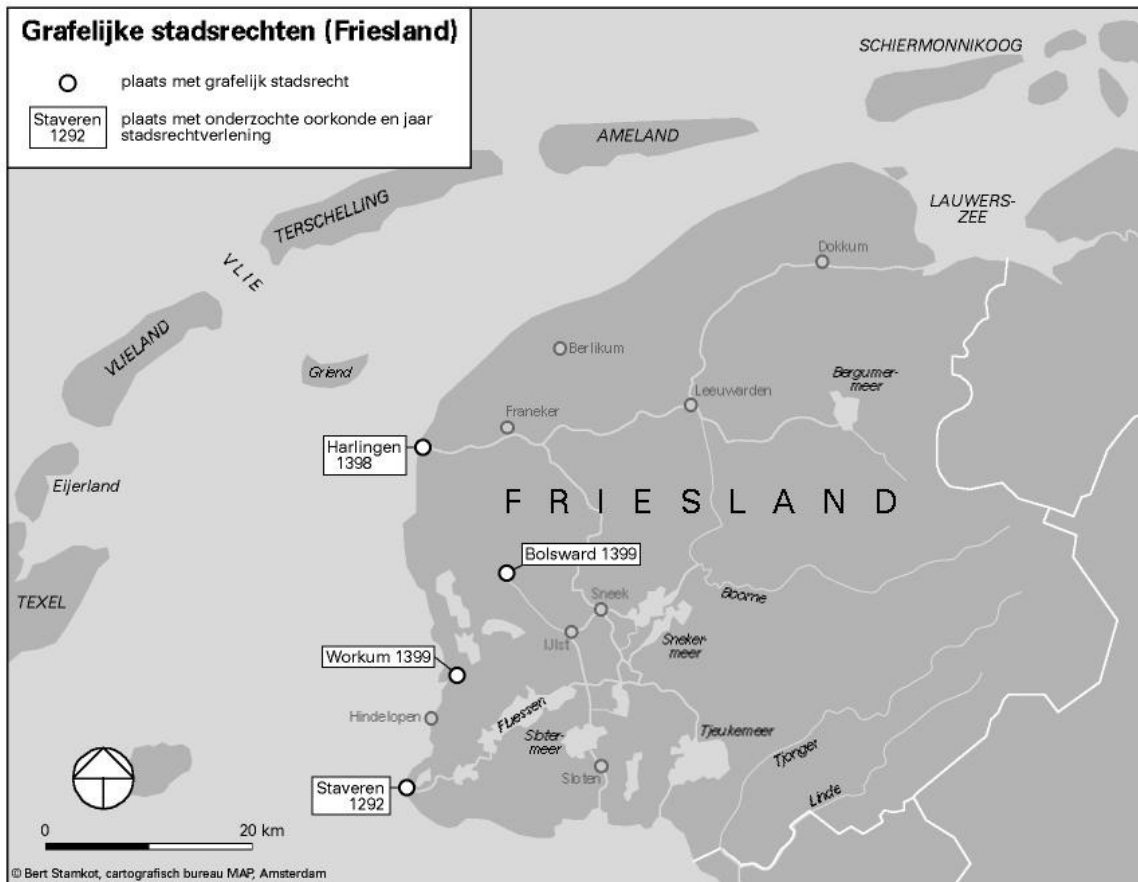 Grafelijke stadsrechten (Friesland)
plaats met grafelijk stadsrecht
Staveren
1292
plaats met onderzochte oorkonde en jaar
stadsrechtverlening
SCHIERMONNIKOOG
AMELAND
LAUWERS-
ZEE
TERSCHELLING
VLIE
Dokkum
VLIELAND
Berlikum
Griend
Bergumer-
meer
Leeuwarden
Franeker
Harlingen
1398
Eijerland
FRIESLAND
Bolsward 1399
TEXEL
Boorne
Sneek
IJlst
Sneker-
meer
Workum 1399
Hindelopen
Fluessen
Sloter-
meer
Tjeukemeer
Tjonger
Sloten
Staveren
1292
Linde
0
20 km
© Bert Stamkot, cartografisch bureau MAP, Amsterdam